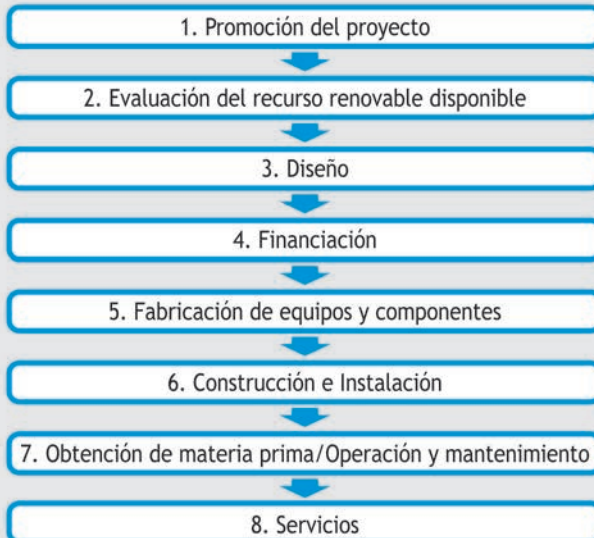 1. Promoción del proyecto
2. Evaluación del recurso renovable disponible
3. Diseño
4. Financiación
5. Fabricación de equipos y componentes
6. Construcción e Instalación
7. Obtención de materia prima/Operación y mantenimiento
8. Servicios